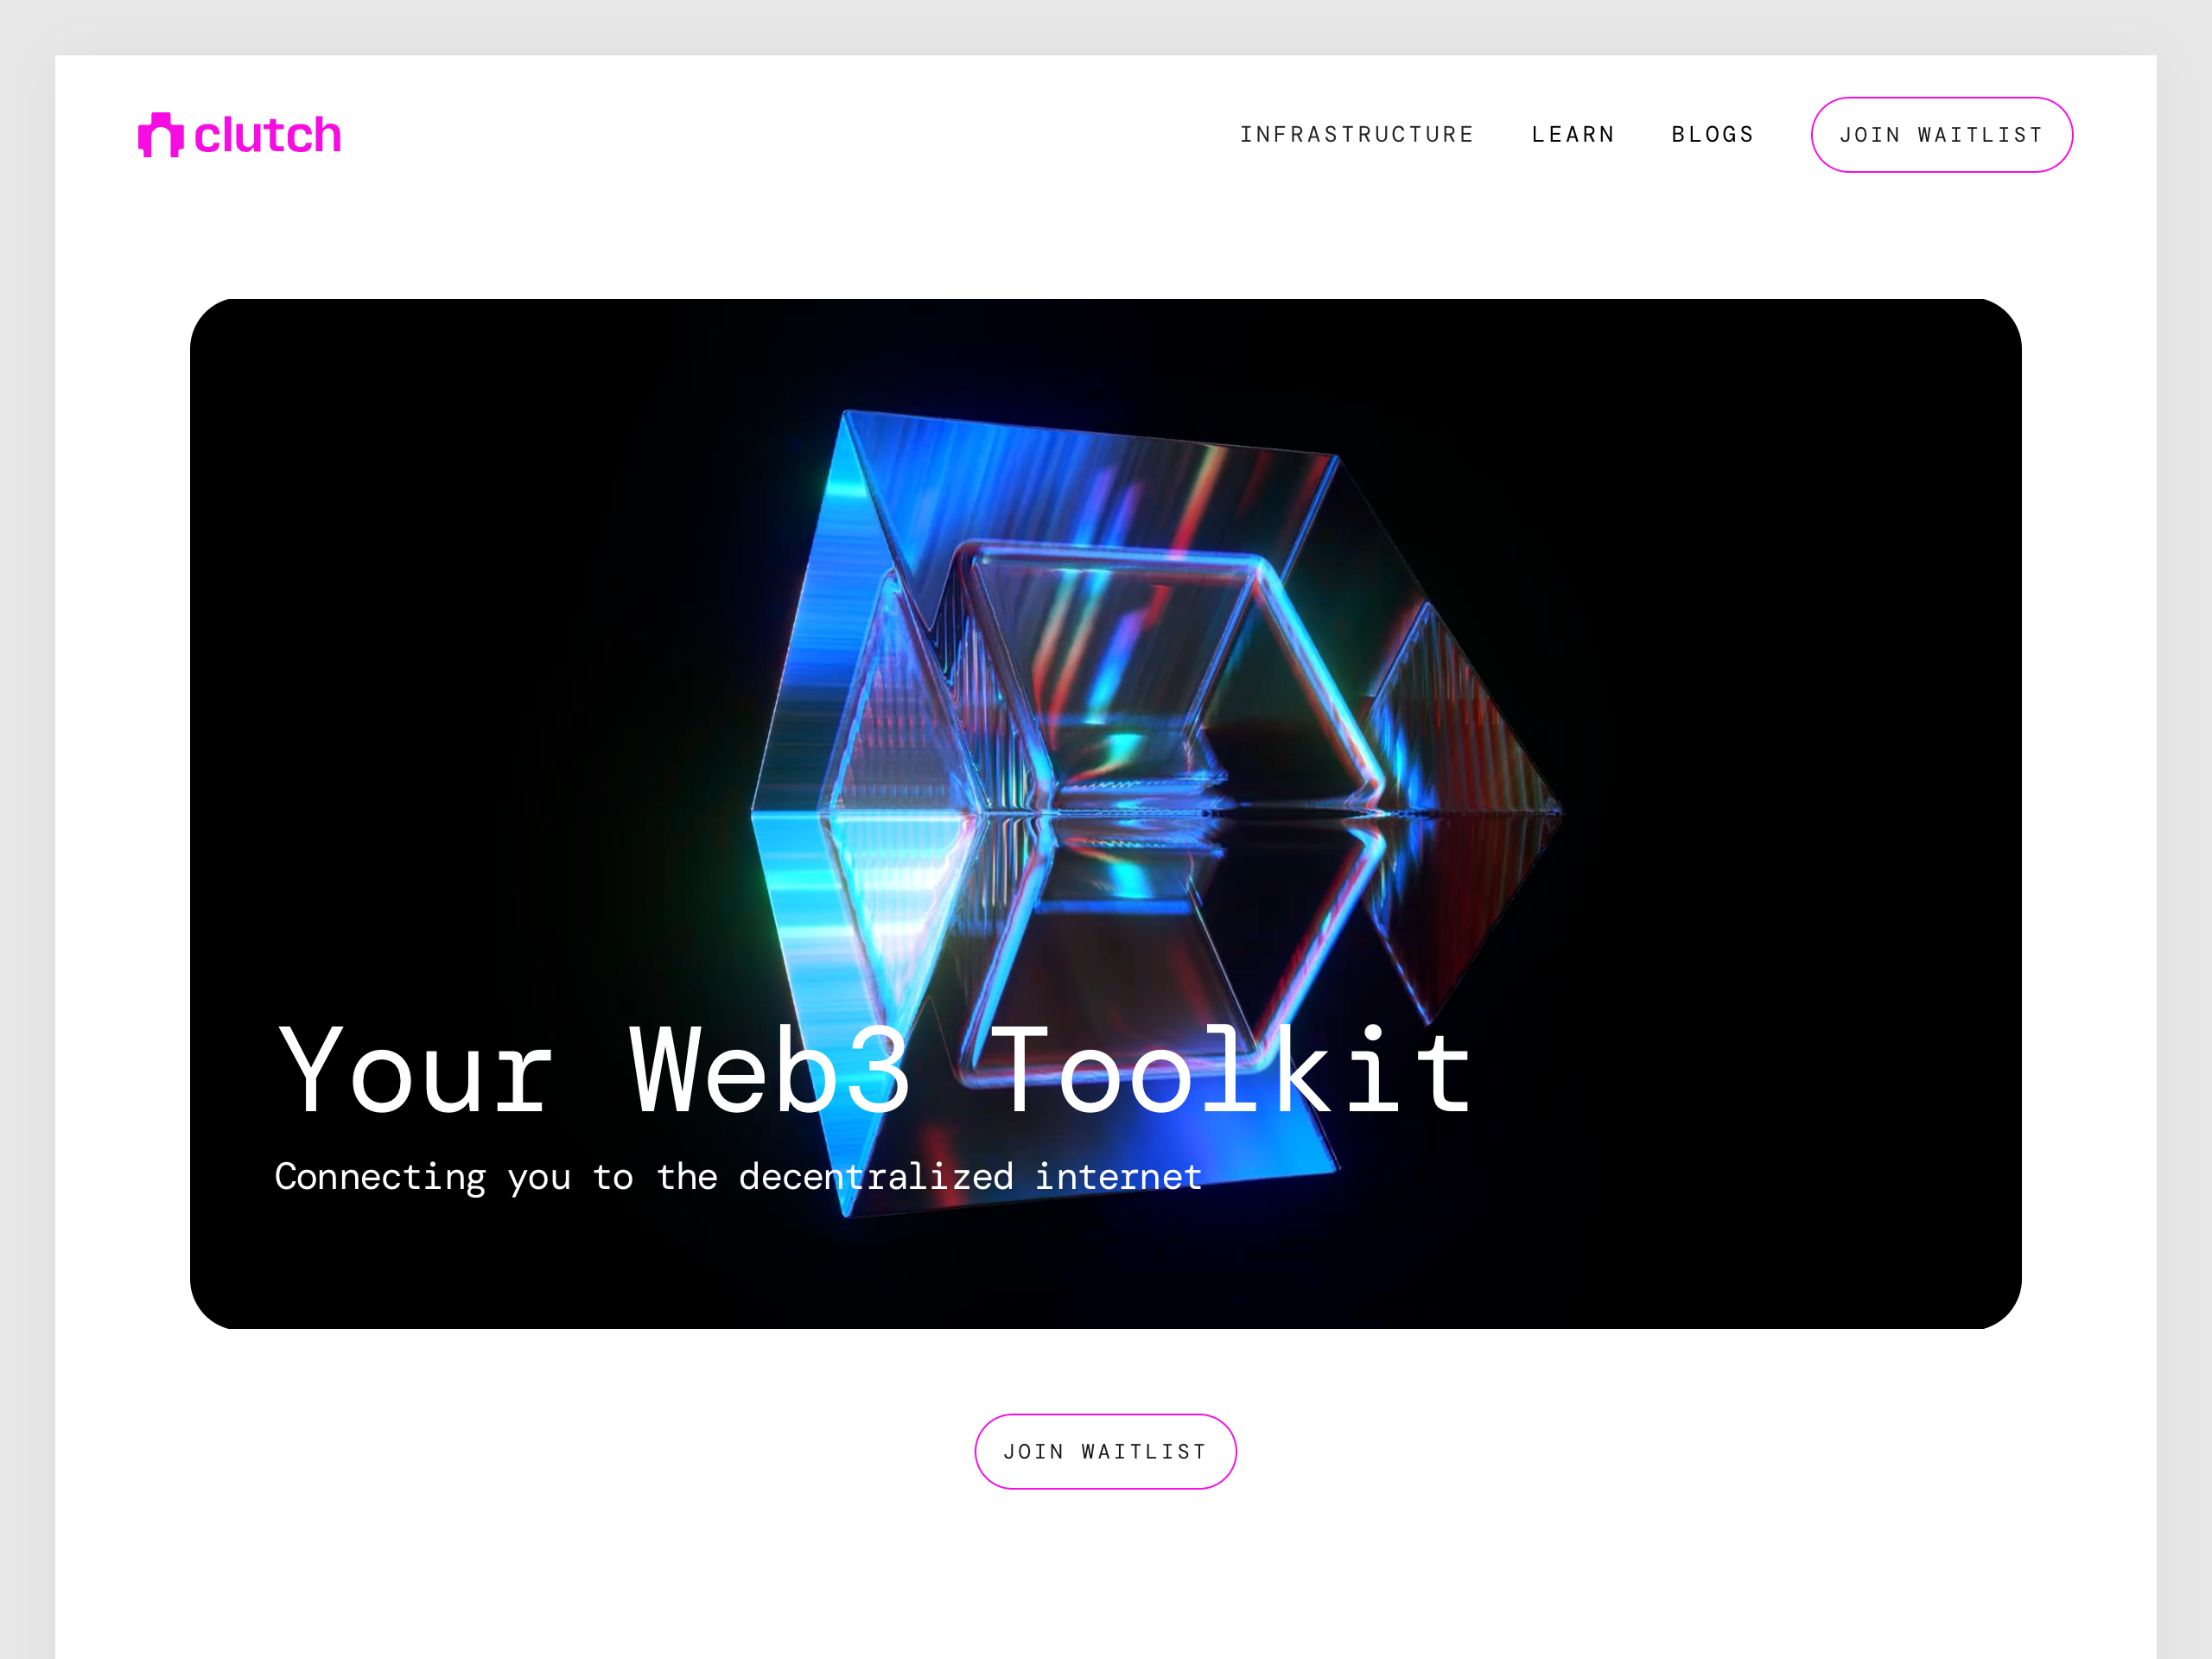 clutch
INFRASTRUCTURE LEARN BLOGS JOIN WAITLIST
Your Web3 Toolkit
Connecting you to the decentralized internet
JOIN WAITLIST